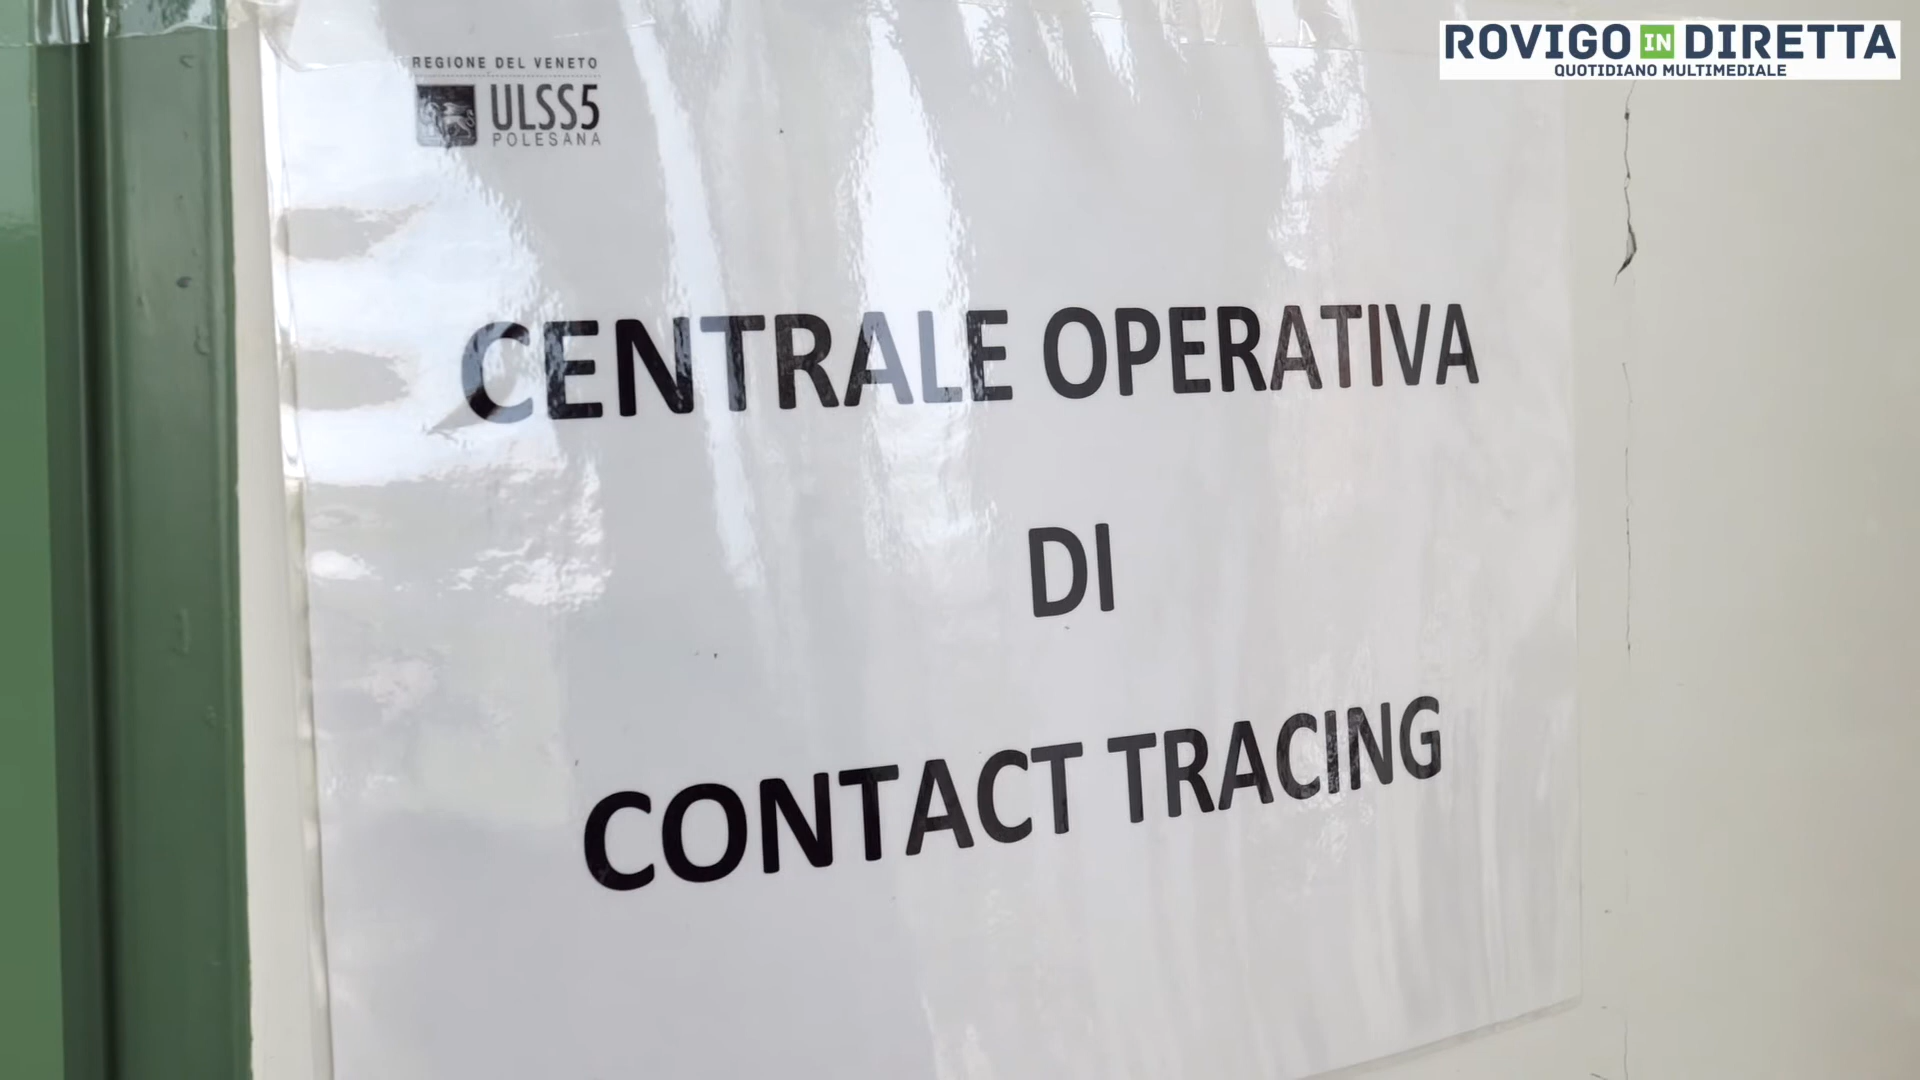 ROVIGO IN DIRETTA
QUOTIDIANO MULTIMEDIALE
REGIONE DEL VENETO
ULSS5
POLESANA
CENTRALE OPERATIVA
DI
CONTACT TRACING